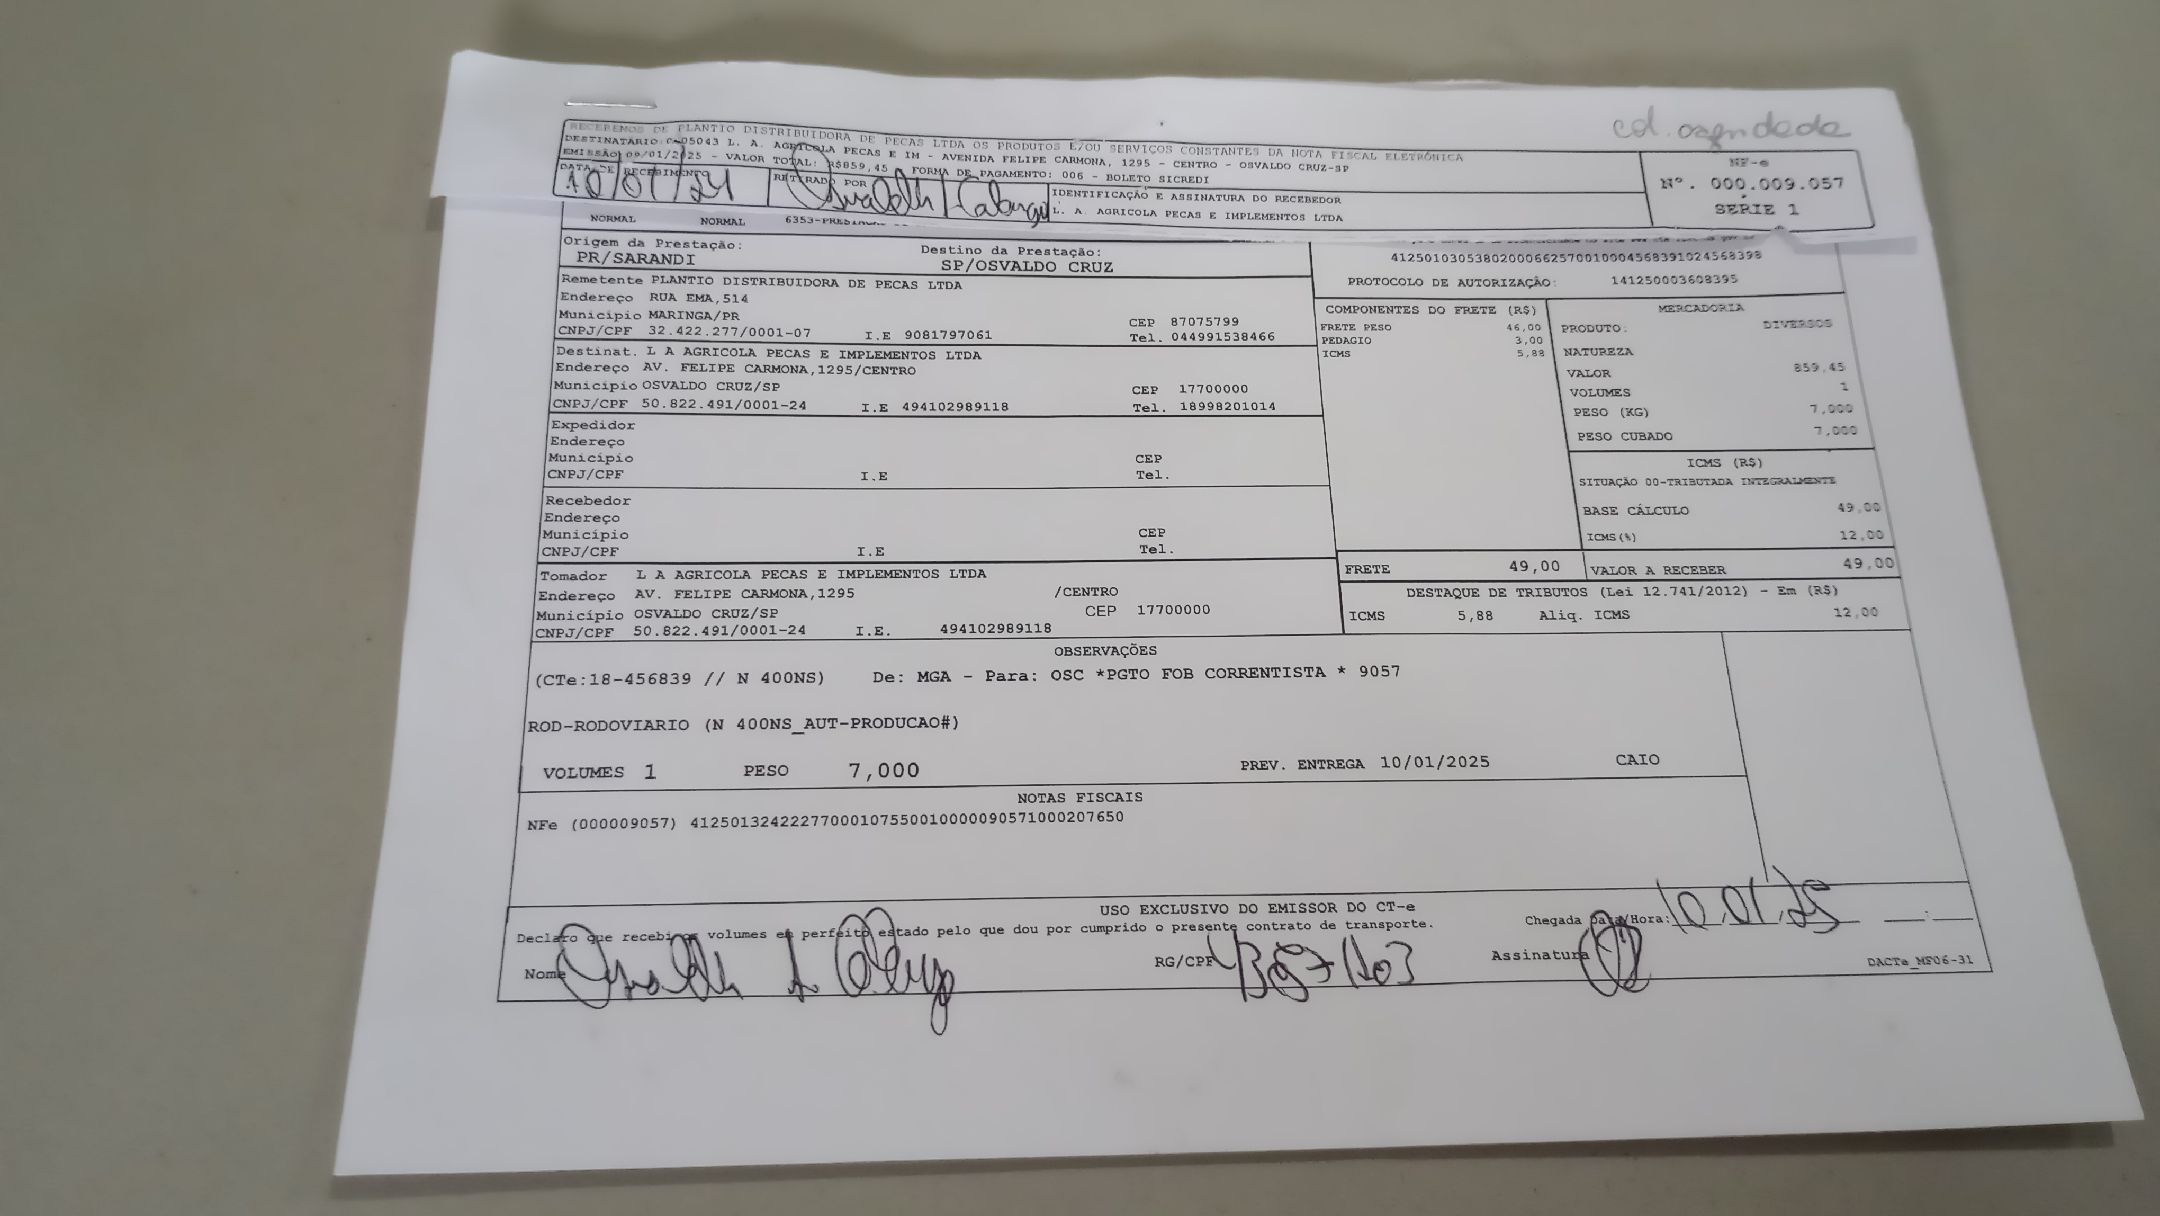 RECEBEMOS DE PLANTIO DISTRIBUIDORA DE PECAS LTDA OS PRODUTOS E/OU SERVIÇOS CONSTANTES DA NOTA FISCAL ELETRÔNICA
DESTINATÁRIO: C-05043 L. A. AGRICOLA PECAS E IM - AVENIDA FELIPE CARMONA, 1295 - CENTRO - OSVALDO CRUZ-SP
EMISSÃO: 09/01/2025 - VALOR TOTAL: R$859,45 FORMA DE PAGAMENTO: 006 - BOLETO SICREDI
DATA DE RECEBIMENTO
RETIRADO POR
IDENTIFICAÇÃO E ASSINATURA DO RECEBEDOR
L. A. AGRICOLA PECAS E IMPLEMENTOS LTDA
NF-e
Nº. 000.009.057
SERIE 1
NORMAL NORMAL
Origem da Prestação: Destino da Prestação:
PR/SARANDI SP/OSVALDO CRUZ
41250103053802000662570010004568391024568398
PROTOCOLO DE AUTORIZAÇÃO: 141250003608395
Remetente PLANTIO DISTRIBUIDORA DE PECAS LTDA
Endereço RUA EMA,514
Município MARINGA/PR CEP 87075799
CNPJ/CPF 32.422.277/0001-07 I.E 9081797061 Tel. 044991538466
Destinat. L A AGRICOLA PECAS E IMPLEMENTOS LTDA
Endereço AV. FELIPE CARMONA,1295/CENTRO
Município OSVALDO CRUZ/SP CEP 17700000
CNPJ/CPF 50.822.491/0001-24 I.E 494102989118 Tel. 18998201014
Expedidor
Endereço
Município CEP
CNPJ/CPF I.E Tel.
Recebedor
Endereço
Município CEP
CNPJ/CPF I.E Tel.
Tomador L A AGRICOLA PECAS E IMPLEMENTOS LTDA
Endereço AV. FELIPE CARMONA,1295 /CENTRO
Município OSVALDO CRUZ/SP CEP 17700000
CNPJ/CPF 50.822.491/0001-24 I.E. 494102989118
COMPONENTES DO FRETE (R$)
FRETE PESO 46,00
PEDAGIO 3,00
ICMS 5,88
MERCADORIA
PRODUTO: DIVERSOS
NATUREZA
VALOR 859,45
VOLUMES 1
PESO (KG) 7,000
PESO CUBADO 7,000
ICMS (R$)
SITUAÇÃO 00-TRIBUTADA INTEGRALMENTE
BASE CÁLCULO 49,00
ICMS(%) 12,00
FRETE 49,00 VALOR A RECEBER 49,00
DESTAQUE DE TRIBUTOS (Lei 12.741/2012) - Em (R$)
ICMS 5,88 Aliq. ICMS 12,00
OBSERVAÇÕES
(CTe:18-456839 // N 400NS) De: MGA - Para: OSC *PGTO FOB CORRENTISTA * 9057
ROD-RODOVIARIO (N 400NS_AUT-PRODUCAO#)
VOLUMES 1 PESO 7,000 PREV. ENTREGA 10/01/2025 CAIO
NOTAS FISCAIS
NFe (000009057) 41250132422277000107550010000090571000207650
USO EXCLUSIVO DO EMISSOR DO CT-e
Declaro que recebi os volumes em perfeito estado pelo que dou por cumprido o presente contrato de transporte.
Chegada Data/Hora: 10/01/25
Nome RG/CPF Assinatura
DACTe_MF06-31